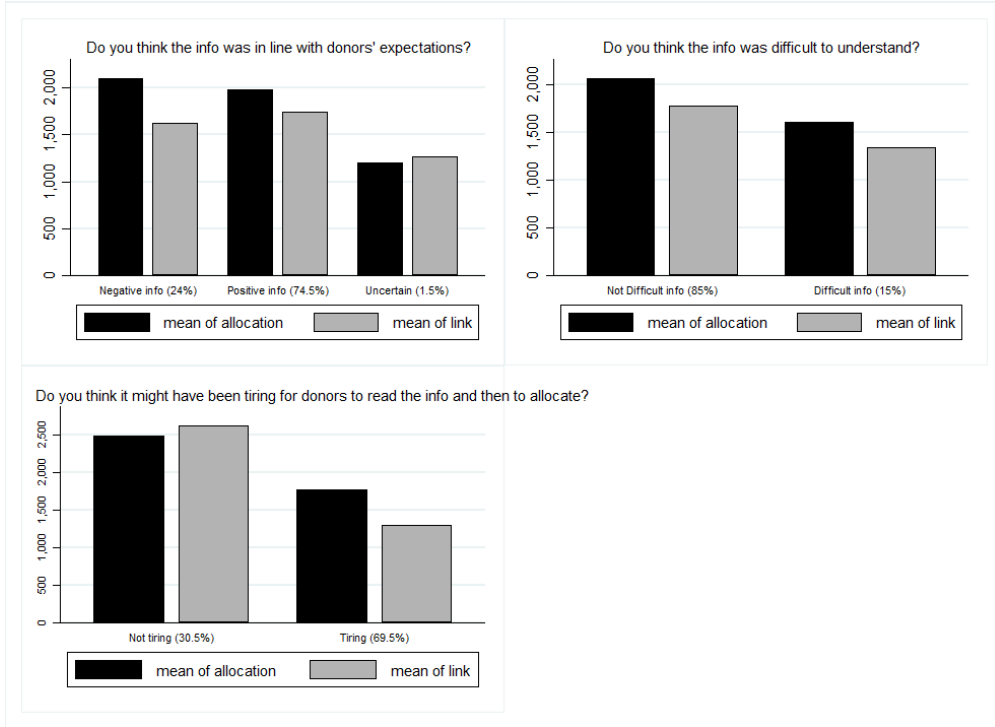 Do you think the info was in line with donors' expectations?
2,000
1,500
1,000
500
0
Negative info (24%) Positive info (74.5%) Uncertain (1.5%)
mean of allocation mean of link
Do you think the info was difficult to understand?
2,000
1,500
1,000
500
0
Not Difficult info (85%) Difficult info (15%)
mean of allocation mean of link
Do you think it might have been tiring for donors to read the info and then to allocate?
2,500
2,000
1,500
1,000
500
0
Not tiring (30.5%) Tiring (69.5%)
mean of allocation mean of link